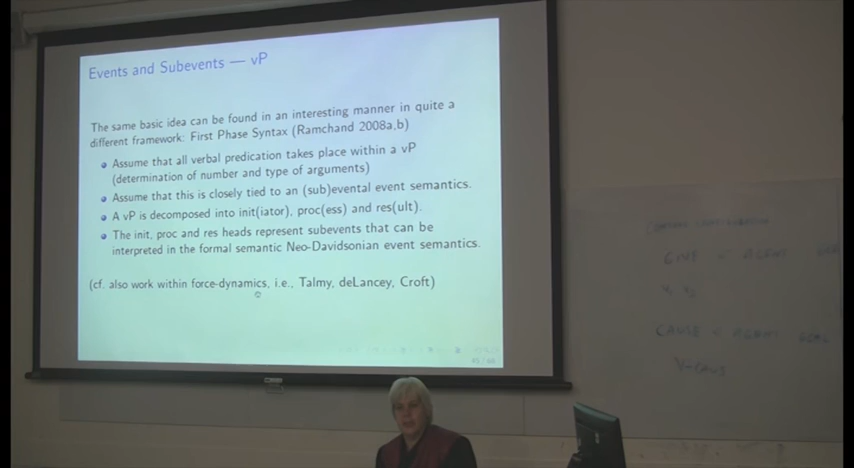 Events and Subevents — vP
The same basic idea can be found in an interesting manner in quite a
different framework: First Phase Syntax (Ramchand 2008a,b)
Assume that all verbal predication takes place within a vP
(determination of number and type of arguments)
Assume that this is closely tied to an (sub)evental event semantics.
A vP is decomposed into init(iator), proc(ess) and res(ult).
The init, proc and res heads represent subevents that can be
interpreted in the formal semantic Neo-Davidsonian event semantics.
(cf. also work within force-dynamics, i.e., Talmy, deLancey, Croft)
GIVE < AGENT
CAUSE < AGENT